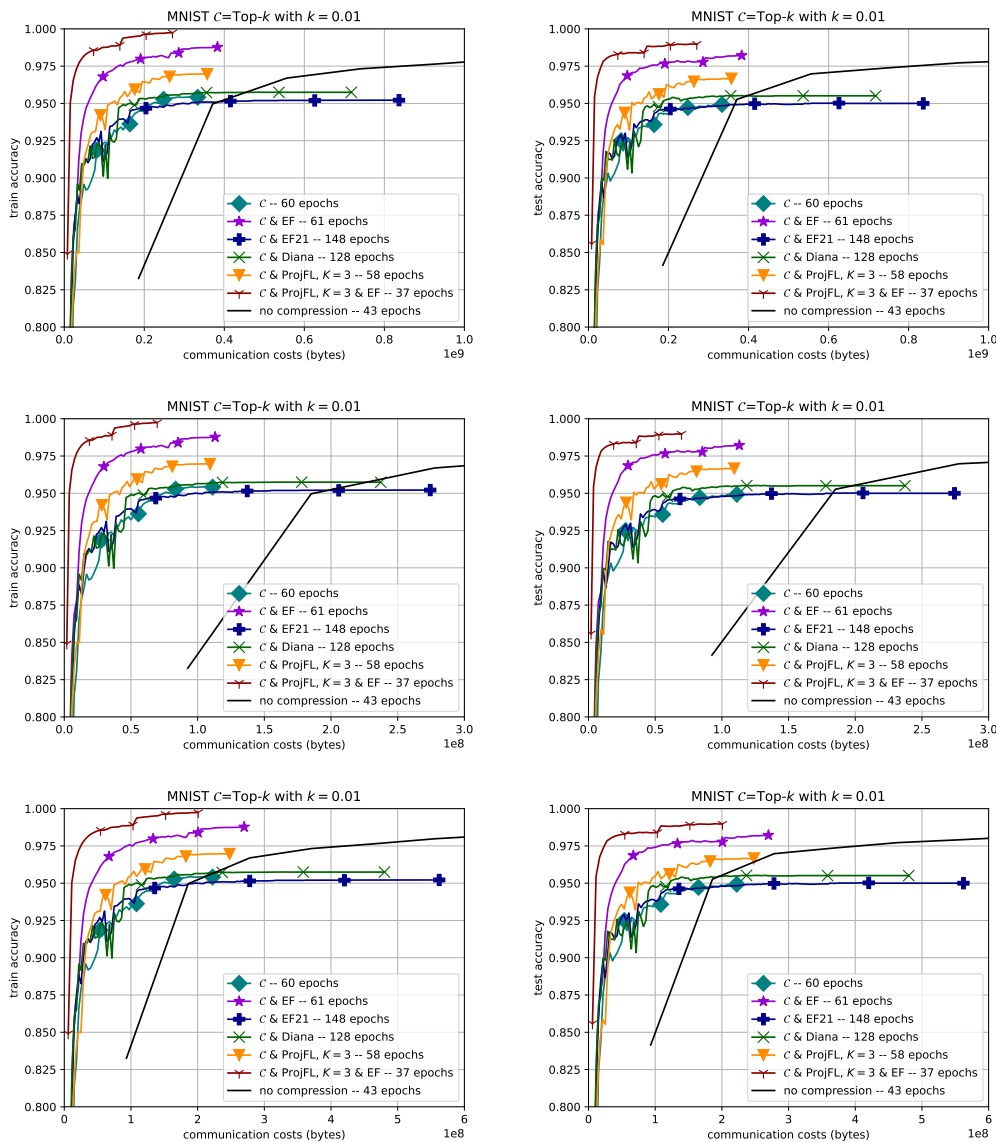 MNIST 𝒞=Top-k with k = 0.01
train accuracy
1.000
0.975
0.950
0.925
0.900
0.875
0.850
0.825
0.800
0.0 0.2 0.4 0.6 0.8 1.0
communication costs (bytes)
1e9
𝒞 -- 60 epochs
𝒞 & EF -- 61 epochs
𝒞 & EF21 -- 148 epochs
𝒞 & Diana -- 128 epochs
𝒞 & ProjFL, K = 3 -- 58 epochs
𝒞 & ProjFL, K = 3 & EF -- 37 epochs
no compression -- 43 epochs
MNIST 𝒞=Top-k with k = 0.01
test accuracy
1.000
0.975
0.950
0.925
0.900
0.875
0.850
0.825
0.800
0.0 0.2 0.4 0.6 0.8 1.0
communication costs (bytes)
1e9
𝒞 -- 60 epochs
𝒞 & EF -- 61 epochs
𝒞 & EF21 -- 148 epochs
𝒞 & Diana -- 128 epochs
𝒞 & ProjFL, K = 3 -- 58 epochs
𝒞 & ProjFL, K = 3 & EF -- 37 epochs
no compression -- 43 epochs
MNIST 𝒞=Top-k with k = 0.01
train accuracy
1.000
0.975
0.950
0.925
0.900
0.875
0.850
0.825
0.800
0.0 0.5 1.0 1.5 2.0 2.5 3.0
communication costs (bytes)
1e8
𝒞 -- 60 epochs
𝒞 & EF -- 61 epochs
𝒞 & EF21 -- 148 epochs
𝒞 & Diana -- 128 epochs
𝒞 & ProjFL, K = 3 -- 58 epochs
𝒞 & ProjFL, K = 3 & EF -- 37 epochs
no compression -- 43 epochs
MNIST 𝒞=Top-k with k = 0.01
test accuracy
1.000
0.975
0.950
0.925
0.900
0.875
0.850
0.825
0.800
0.0 0.5 1.0 1.5 2.0 2.5 3.0
communication costs (bytes)
1e8
𝒞 -- 60 epochs
𝒞 & EF -- 61 epochs
𝒞 & EF21 -- 148 epochs
𝒞 & Diana -- 128 epochs
𝒞 & ProjFL, K = 3 -- 58 epochs
𝒞 & ProjFL, K = 3 & EF -- 37 epochs
no compression -- 43 epochs
MNIST 𝒞=Top-k with k = 0.01
train accuracy
1.000
0.975
0.950
0.925
0.900
0.875
0.850
0.825
0.800
0 1 2 3 4 5 6
communication costs (bytes)
1e8
𝒞 -- 60 epochs
𝒞 & EF -- 61 epochs
𝒞 & EF21 -- 148 epochs
𝒞 & Diana -- 128 epochs
𝒞 & ProjFL, K = 3 -- 58 epochs
𝒞 & ProjFL, K = 3 & EF -- 37 epochs
no compression -- 43 epochs
MNIST 𝒞=Top-k with k = 0.01
test accuracy
1.000
0.975
0.950
0.925
0.900
0.875
0.850
0.825
0.800
0 1 2 3 4 5 6
communication costs (bytes)
1e8
𝒞 -- 60 epochs
𝒞 & EF -- 61 epochs
𝒞 & EF21 -- 148 epochs
𝒞 & Diana -- 128 epochs
𝒞 & ProjFL, K = 3 -- 58 epochs
𝒞 & ProjFL, K = 3 & EF -- 37 epochs
no compression -- 43 epochs